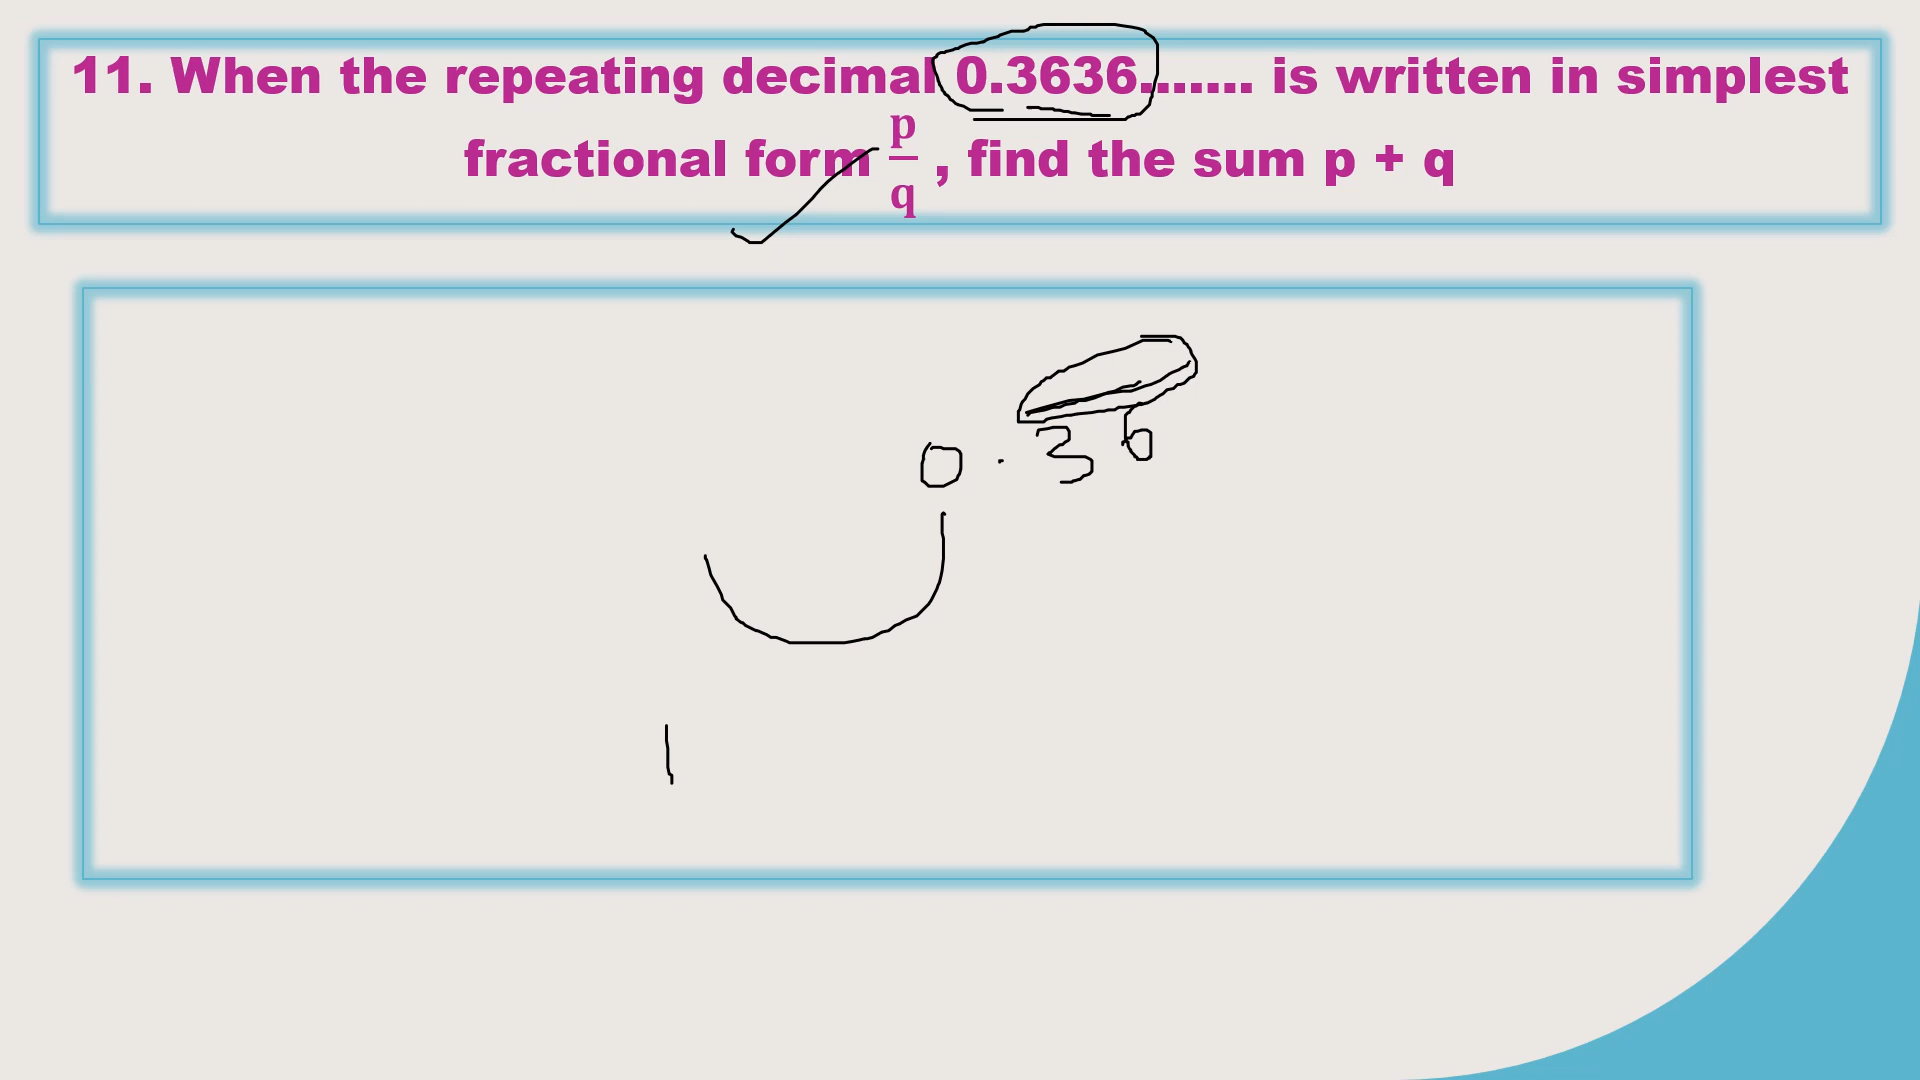 11. When the repeating decimal 0.3636....... is written in simplest
fractional form p/q , find the sum p + q
0.36